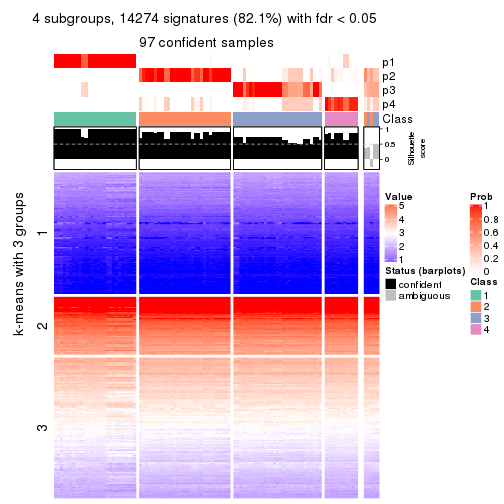 4 subgroups, 14274 signatures (82.1%) with fdr < 0.05
97 confident samples
p1
p2
p3
p4
Class
1
0.5
0
Silhouette
score
k-means with 3 groups
1
2
3
Value
5
4
3
2
1
Status (barplots)
confident
ambiguous
Prob
1
0.8
0.6
0.4
0.2
0
Class
1
2
3
4